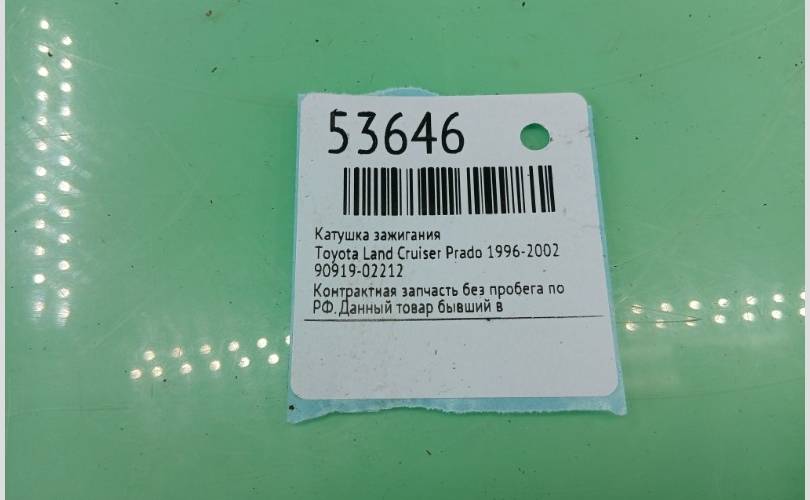 53646
Катушка зажигания
Toyota Land Cruiser Prado 1996-2002
90919-02212
Контрактная запчасть без пробега по
РФ. Данный товар бывший в